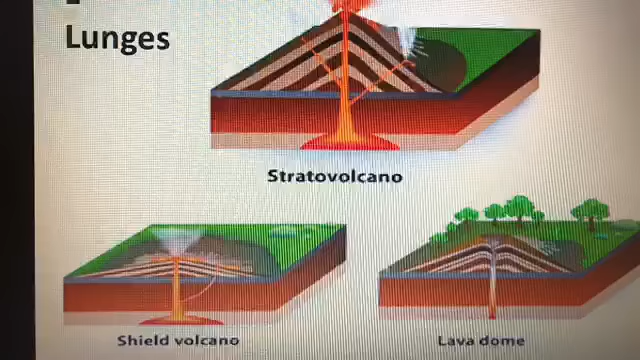 Lunges
Stratovolcano
Shield volcano
Lava dome